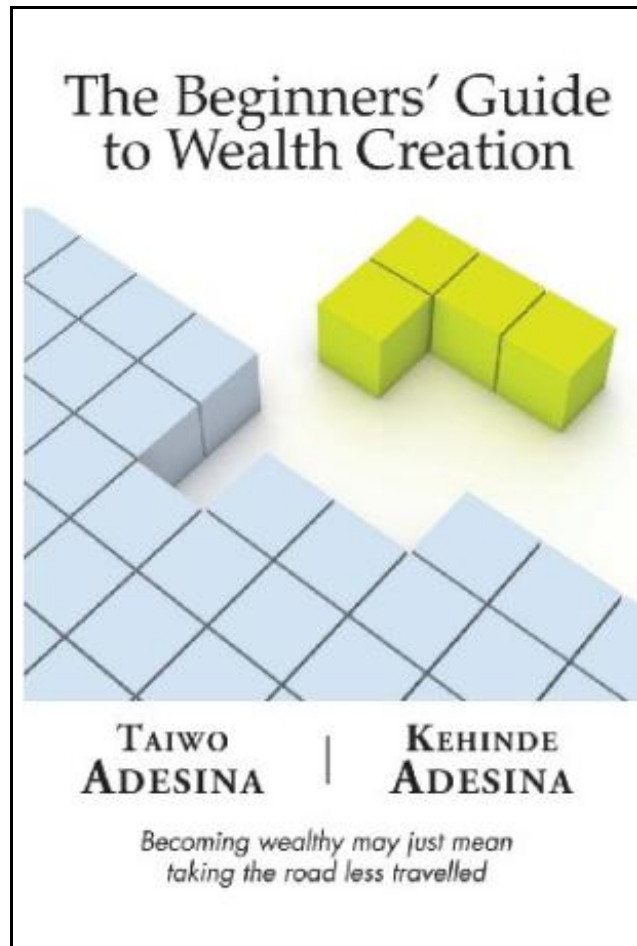 The Beginners' Guide
to Wealth Creation
TAIWO
ADESINA
KEHINDE
ADESINA
Becoming wealthy may just mean
taking the road less travelled